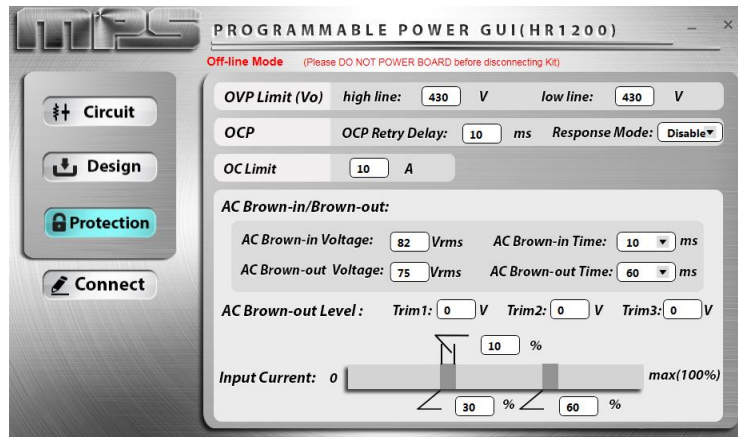 mps PROGRAMMABLE POWER GUI(HR1200) – ×
Off-line Mode (Please DO NOT POWER BOARD before disconnecting Kit)
Circuit
Design
Protection
Connect
OVP Limit (Vo) high line: 430 V low line: 430 V
OCP OCP Retry Delay: 10 ms Response Mode: Disable
OC Limit 10 A
AC Brown-in/Brown-out:
AC Brown-in Voltage: 82 Vrms AC Brown-in Time: 10 ms
AC Brown-out Voltage: 75 Vrms AC Brown-out Time: 60 ms
AC Brown-out Level : Trim1: 0 V Trim2: 0 V Trim3: 0 V
10 %
Input Current: 0 max(100%)
30 % 60 %